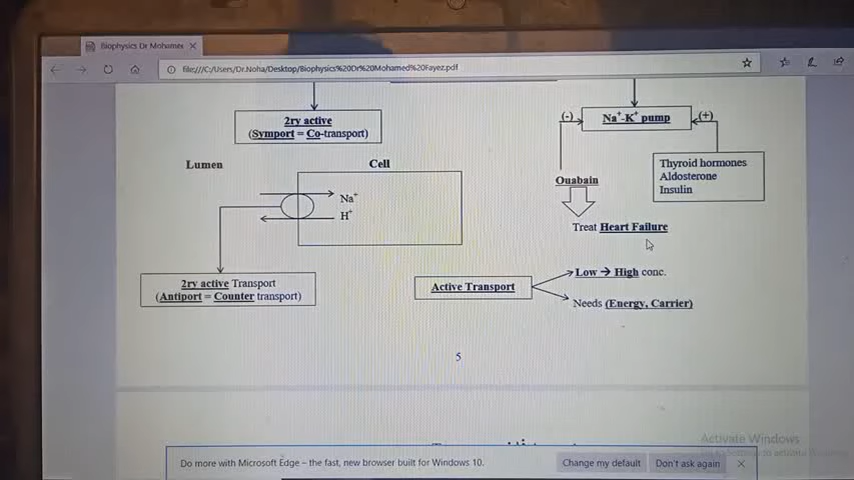 Biophysics Dr Mohamed
file:///C:/Users/Dr.Noha/Desktop/Biophysics%20Dr%20Mohamed%20Fayez.pdf
2ry active
(Symport = Co-transport)
(-)
Na⁺-K⁺ pump
(+)
Lumen
Cell
Na⁺
H⁺
Ouabain
Thyroid hormones
Aldosterone
Insulin
Treat Heart Failure
2ry active Transport
(Antiport = Counter transport)
Active Transport
Low → High conc.
Needs (Energy, Carrier)
5
Activate Windows
Do more with Microsoft Edge – the fast, new browser built for Windows 10.
Change my default
Don't ask again